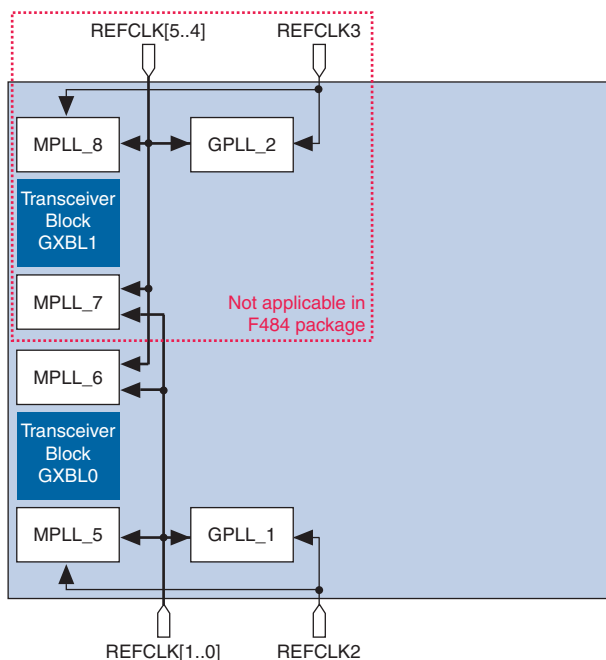 REFCLK[5..4]
REFCLK3
MPLL_8
GPLL_2
Transceiver
Block
GXBL1
MPLL_7
Not applicable in
F484 package
MPLL_6
Transceiver
Block
GXBL0
MPLL_5
GPLL_1
REFCLK[1..0]
REFCLK2